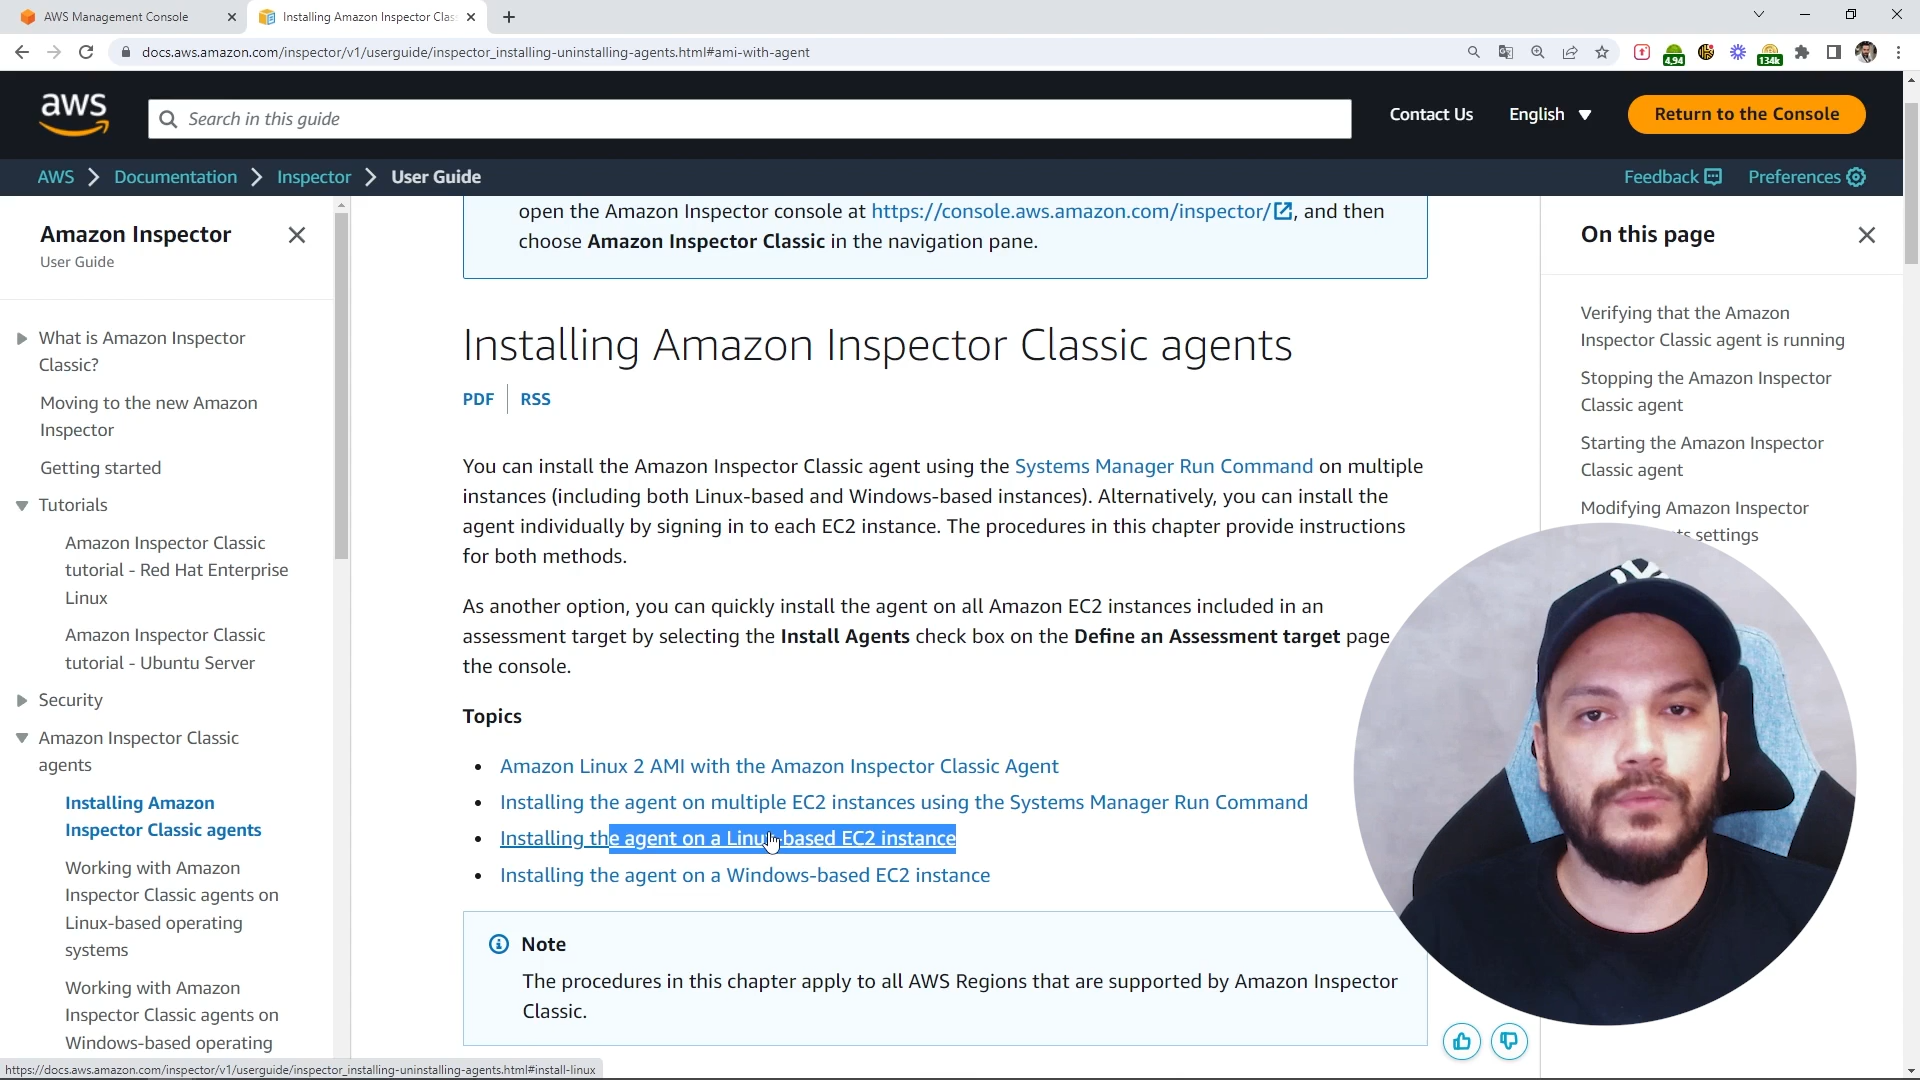 AWS Management Console
Installing Amazon Inspector Clas
docs.aws.amazon.com/inspector/v1/userguide/inspector_installing-uninstalling-agents.html#ami-with-agent
4,94
134k
aws
Search in this guide
Contact Us
English
Return to the Console
AWS > Documentation > Inspector > User Guide
Feedback
Preferences
Amazon Inspector
User Guide
What is Amazon Inspector
Classic?
Moving to the new Amazon
Inspector
Getting started
Tutorials
Amazon Inspector Classic
tutorial - Red Hat Enterprise
Linux
Amazon Inspector Classic
tutorial - Ubuntu Server
Security
Amazon Inspector Classic
agents
Installing Amazon
Inspector Classic agents
Working with Amazon
Inspector Classic agents on
Linux-based operating
systems
Working with Amazon
Inspector Classic agents on
Windows-based operating
open the Amazon Inspector console at https://console.aws.amazon.com/inspector/, and then
choose Amazon Inspector Classic in the navigation pane.
Installing Amazon Inspector Classic agents
PDF
RSS
You can install the Amazon Inspector Classic agent using the Systems Manager Run Command on multiple
instances (including both Linux-based and Windows-based instances). Alternatively, you can install the
agent individually by signing in to each EC2 instance. The procedures in this chapter provide instructions
for both methods.
As another option, you can quickly install the agent on all Amazon EC2 instances included in an
assessment target by selecting the Install Agents check box on the Define an Assessment target page
the console.
Topics
• Amazon Linux 2 AMI with the Amazon Inspector Classic Agent
• Installing the agent on multiple EC2 instances using the Systems Manager Run Command
• Installing the agent on a Linux-based EC2 instance
• Installing the agent on a Windows-based EC2 instance
Note
The procedures in this chapter apply to all AWS Regions that are supported by Amazon Inspector
Classic.
On this page
Verifying that the Amazon
Inspector Classic agent is running
Stopping the Amazon Inspector
Classic agent
Starting the Amazon Inspector
Classic agent
Modifying Amazon Inspector
settings
https://docs.aws.amazon.com/inspector/v1/userguide/inspector_installing-uninstalling-agents.html#install-linux